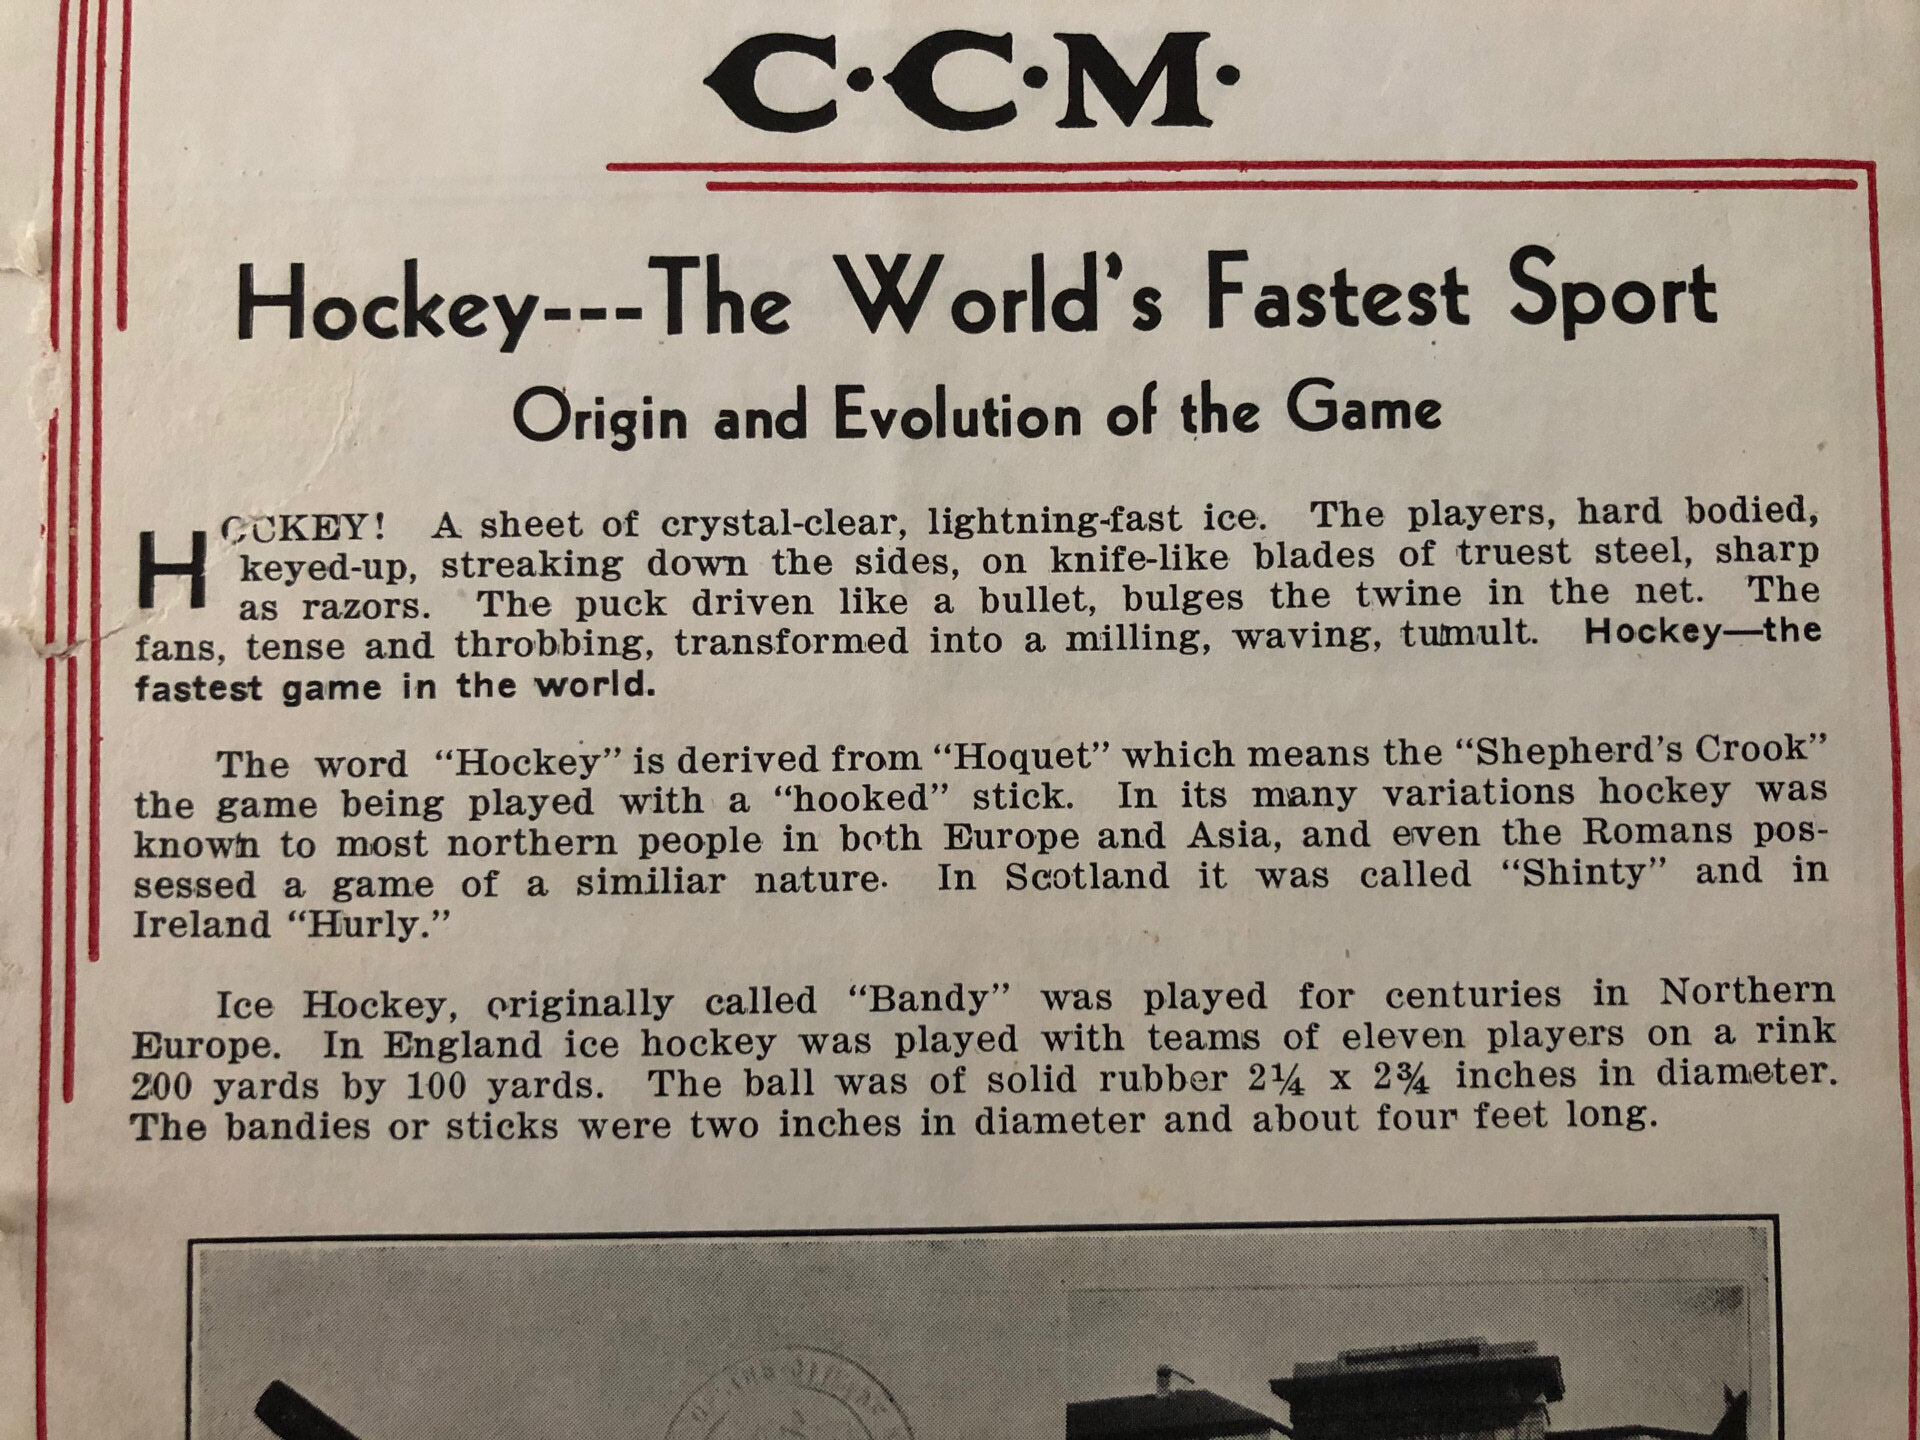 C·C·M·
Hockey---The World's Fastest Sport
Origin and Evolution of the Game
HOCKEY! A sheet of crystal-clear, lightning-fast ice. The players, hard bodied,
keyed-up, streaking down the sides, on knife-like blades of truest steel, sharp
as razors. The puck driven like a bullet, bulges the twine in the net. The
fans, tense and throbbing, transformed into a milling, waving, tumult. Hockey—the
fastest game in the world.
The word “Hockey” is derived from “Hoquet” which means the “Shepherd's Crook”
the game being played with a “hooked” stick. In its many variations hockey was
known to most northern people in both Europe and Asia, and even the Romans pos-
sessed a game of a similiar nature. In Scotland it was called “Shinty” and in
Ireland “Hurly.”
Ice Hockey, originally called “Bandy” was played for centuries in Northern
Europe. In England ice hockey was played with teams of eleven players on a rink
200 yards by 100 yards. The ball was of solid rubber 2¼ x 2¾ inches in diameter.
The bandies or sticks were two inches in diameter and about four feet long.